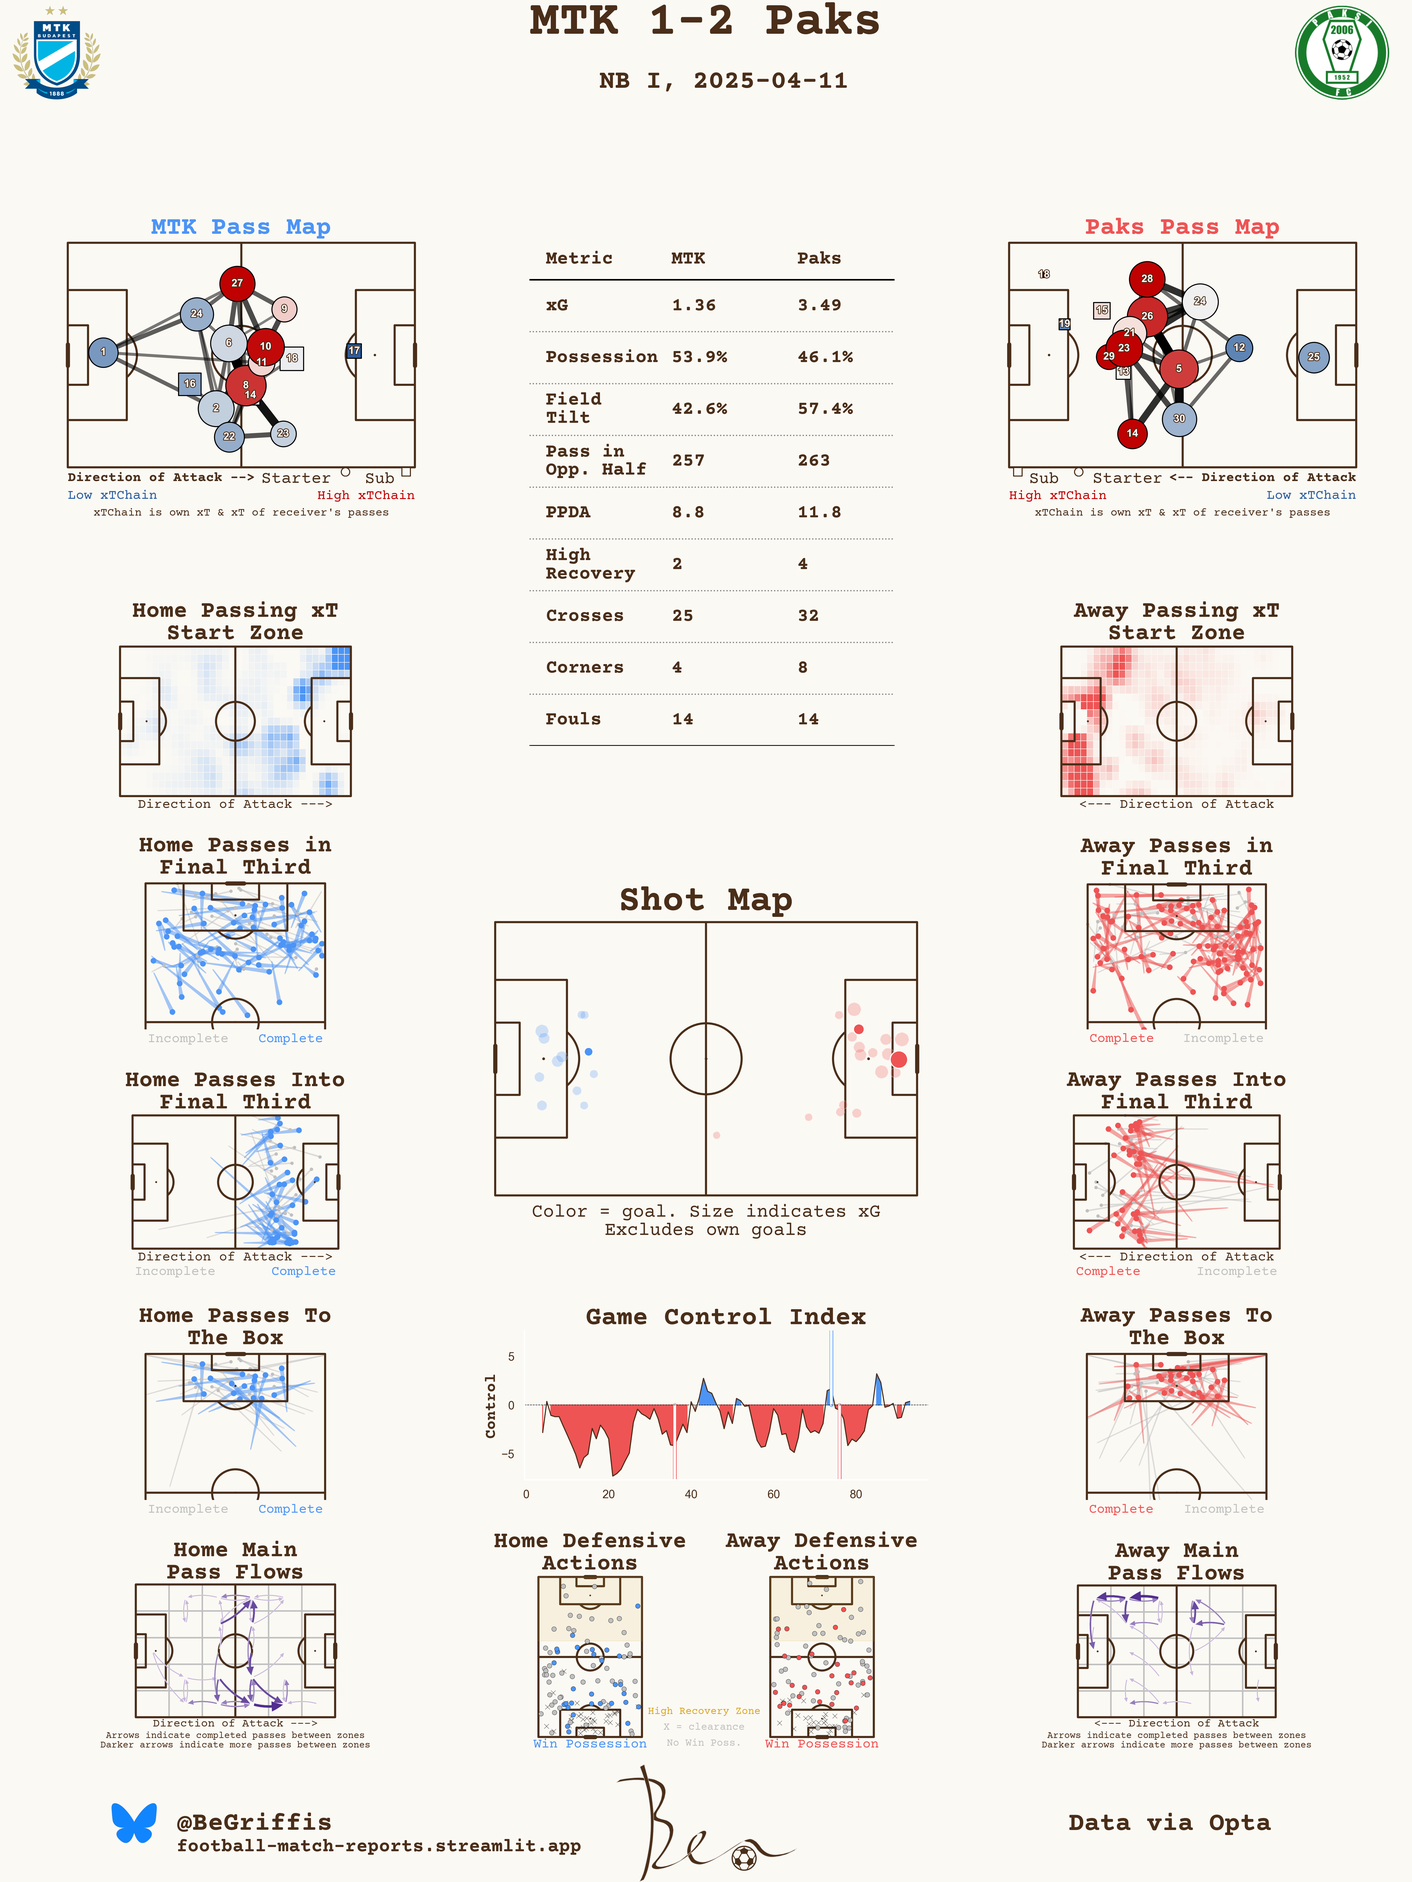 MTK 1-2 Paks
NB I, 2025-04-11
MTK
BUDAPEST
1888
PAKSI
2006
1952
FC
MTK Pass Map
27
24
9
6
10
1
11
18
17
16
8
14
2
22
23
Direction of Attack --> Starter Sub
Low xTChain High xTChain
xTChain is own xT & xT of receiver's passes
Metric MTK Paks
xG 1.36 3.49
Possession 53.9% 46.1%
Field
Tilt 42.6% 57.4%
Pass in
Opp. Half 257 263
PPDA 8.8 11.8
High
Recovery 2 4
Crosses 25 32
Corners 4 8
Fouls 14 14
Paks Pass Map
18
28
24
15
26
19
21
23
29
12
25
13
5
30
14
Sub Starter <-- Direction of Attack
High xTChain Low xTChain
xTChain is own xT & xT of receiver's passes
Home Passing xT
Start Zone
Direction of Attack --->
Away Passing xT
Start Zone
<--- Direction of Attack
Home Passes in
Final Third
Incomplete Complete
Away Passes in
Final Third
Complete Incomplete
Shot Map
Color = goal. Size indicates xG
Excludes own goals
Home Passes Into
Final Third
Direction of Attack --->
Incomplete Complete
Away Passes Into
Final Third
<--- Direction of Attack
Complete Incomplete
Home Passes To
The Box
Incomplete Complete
Game Control Index
Control
5
0
−5
0 20 40 60 80
Away Passes To
The Box
Complete Incomplete
Home Main
Pass Flows
Direction of Attack --->
Arrows indicate completed passes between zones
Darker arrows indicate more passes between zones
Home Defensive
Actions
Win Possession
Away Defensive
Actions
Win Possession
High Recovery Zone
X = clearance
No Win Poss.
Away Main
Pass Flows
<--- Direction of Attack
Arrows indicate completed passes between zones
Darker arrows indicate more passes between zones
@BeGriffis
football-match-reports.streamlit.app
Ben
Data via Opta